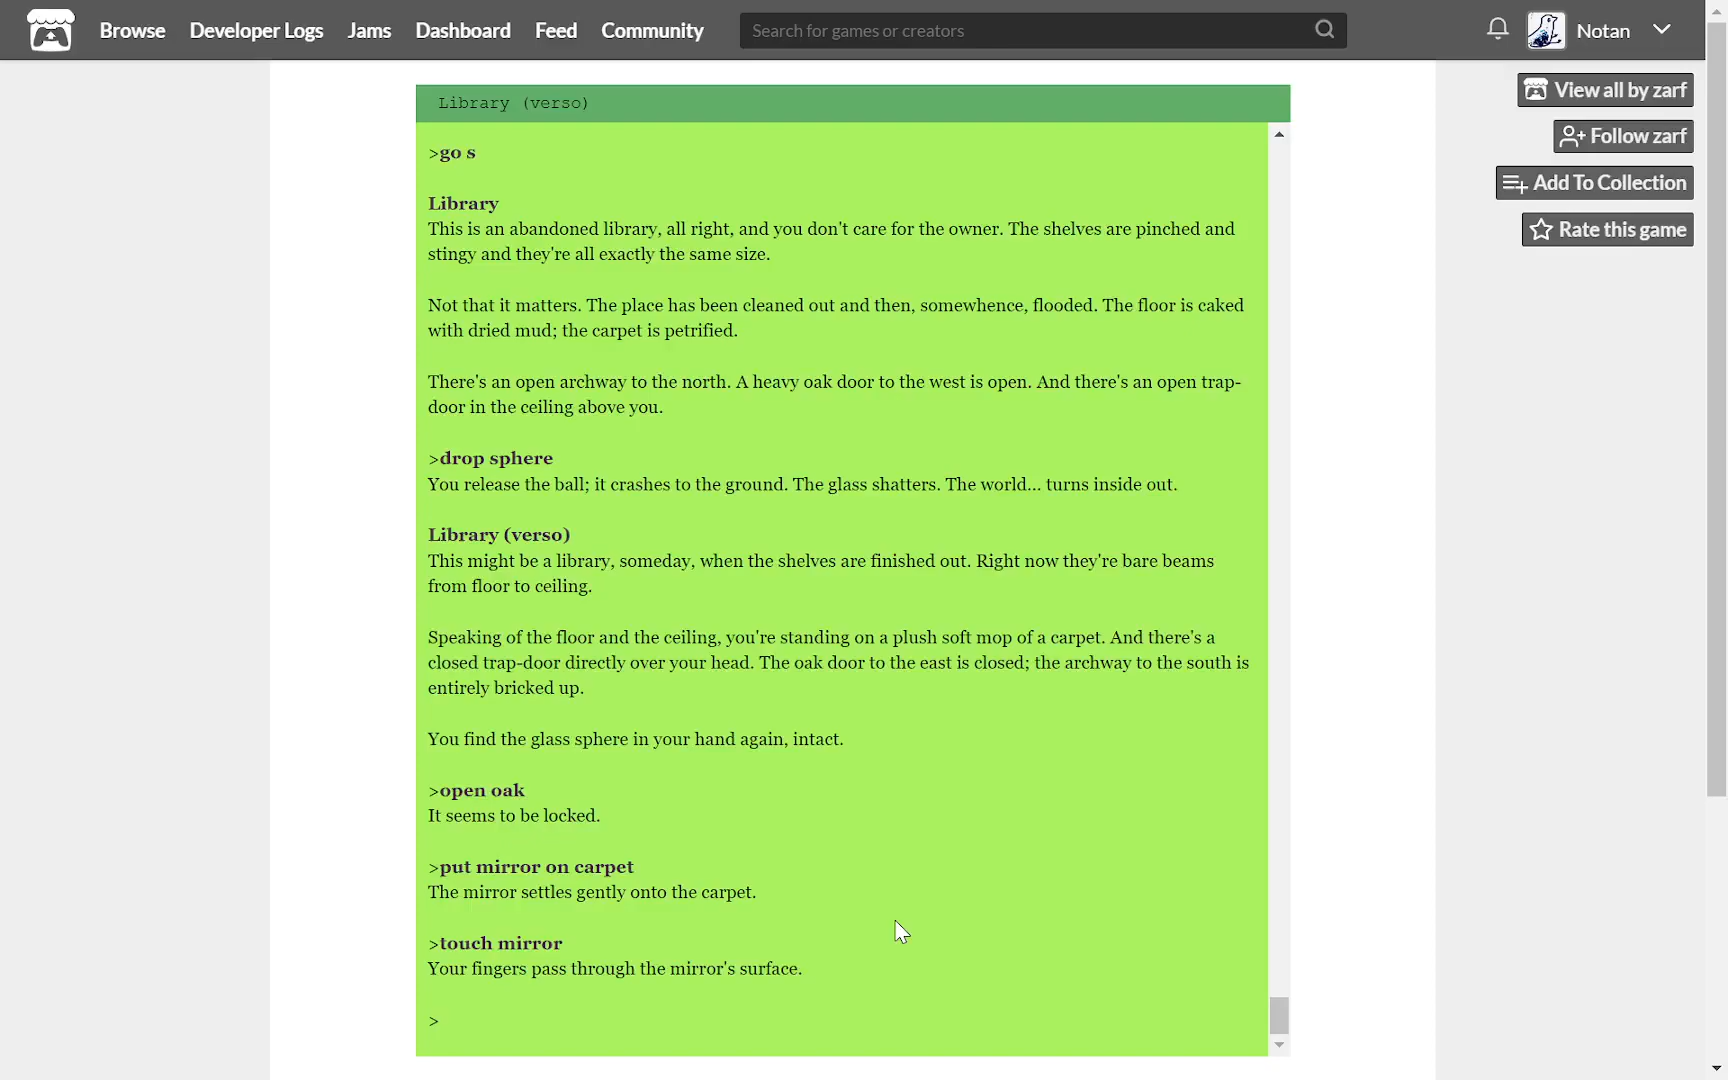 Browse Developer Logs Jams Dashboard Feed Community Search for games or creators Notan
View all by zarf
Follow zarf
Add To Collection
Rate this game
Library (verso)
>go s
Library
This is an abandoned library, all right, and you don't care for the owner. The shelves are pinched and
stingy and they're all exactly the same size.
Not that it matters. The place has been cleaned out and then, somewhence, flooded. The floor is caked
with dried mud; the carpet is petrified.
There's an open archway to the north. A heavy oak door to the west is open. And there's an open trap-
door in the ceiling above you.
>drop sphere
You release the ball; it crashes to the ground. The glass shatters. The world... turns inside out.
Library (verso)
This might be a library, someday, when the shelves are finished out. Right now they're bare beams
from floor to ceiling.
Speaking of the floor and the ceiling, you're standing on a plush soft mop of a carpet. And there's a
closed trap-door directly over your head. The oak door to the east is closed; the archway to the south is
entirely bricked up.
You find the glass sphere in your hand again, intact.
>open oak
It seems to be locked.
>put mirror on carpet
The mirror settles gently onto the carpet.
>touch mirror
Your fingers pass through the mirror's surface.
>